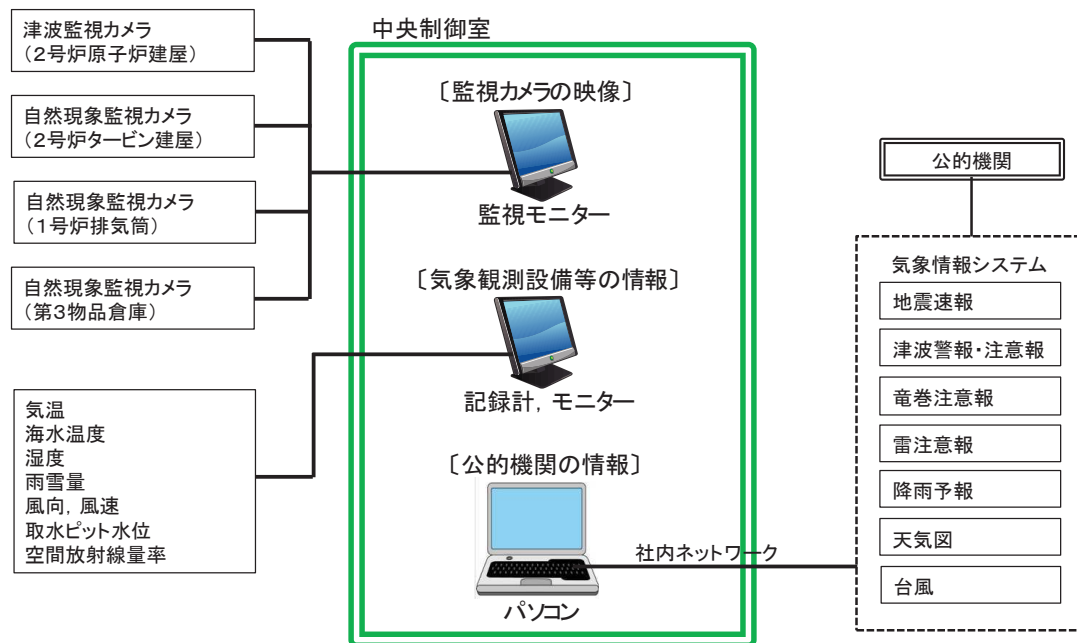 津波監視カメラ
（２号炉原子炉建屋）
自然現象監視カメラ
（２号炉タービン建屋）
自然現象監視カメラ
（１号炉排気筒）
自然現象監視カメラ
（第３物品倉庫）
気温
海水温度
湿度
雨雪量
風向，風速
取水ピット水位
空間放射線量率
中央制御室
〔監視カメラの映像〕
監視モニター
〔気象観測設備等の情報〕
記録計，モニター
〔公的機関の情報〕
パソコン
社内ネットワーク
公的機関
気象情報システム
地震速報
津波警報・注意報
竜巻注意報
雷注意報
降雨予報
天気図
台風